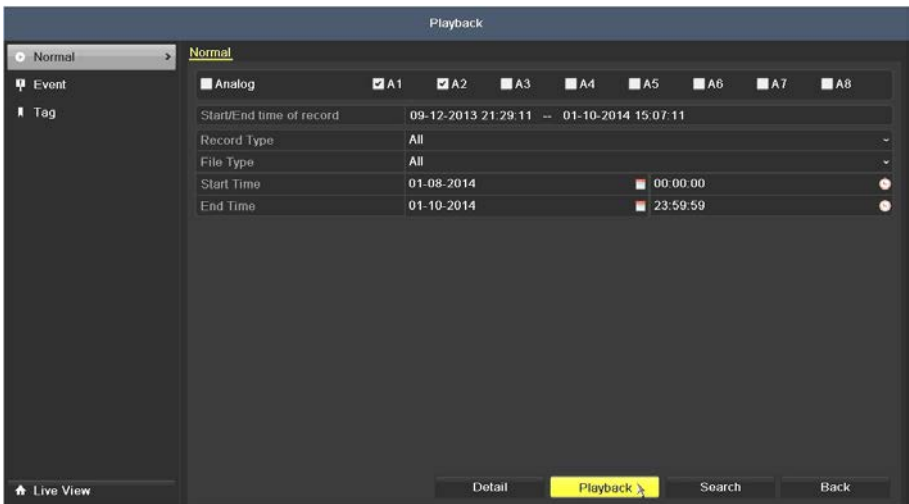 Playback
Normal
Event
Tag
Live View
Normal
Analog A1 A2 A3 A4 A5 A6 A7 A8
Start/End time of record 09-12-2013 21:29:11 -- 01-10-2014 15:07:11
Record Type All
File Type All
Start Time 01-08-2014 00:00:00
End Time 01-10-2014 23:59:59
Detail Playback Search Back